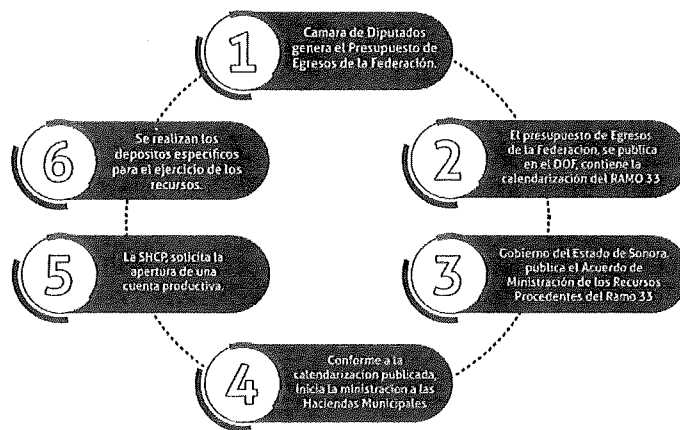 1
Camara de Diputados
genera el Presupuesto de
Egresos de la Federación.
2
El presupuesto de Egresos
de la Federacion, se publica
en el DOF, contiene la
calendarización del RAMO 33
3
Gobierno del Estado de Sonora,
publica el Acuerdo de
Ministración de los Recursos
Procedentes del Ramo 33
4
Conforme a la
calendarizacion publicada,
inicia la ministracion a las
Haciendas Municipales
5
La SHCP, solicita la
apertura de una
cuenta productiva.
6
Se realizan los
depositos especificos
para el ejercicio de los
recursos.